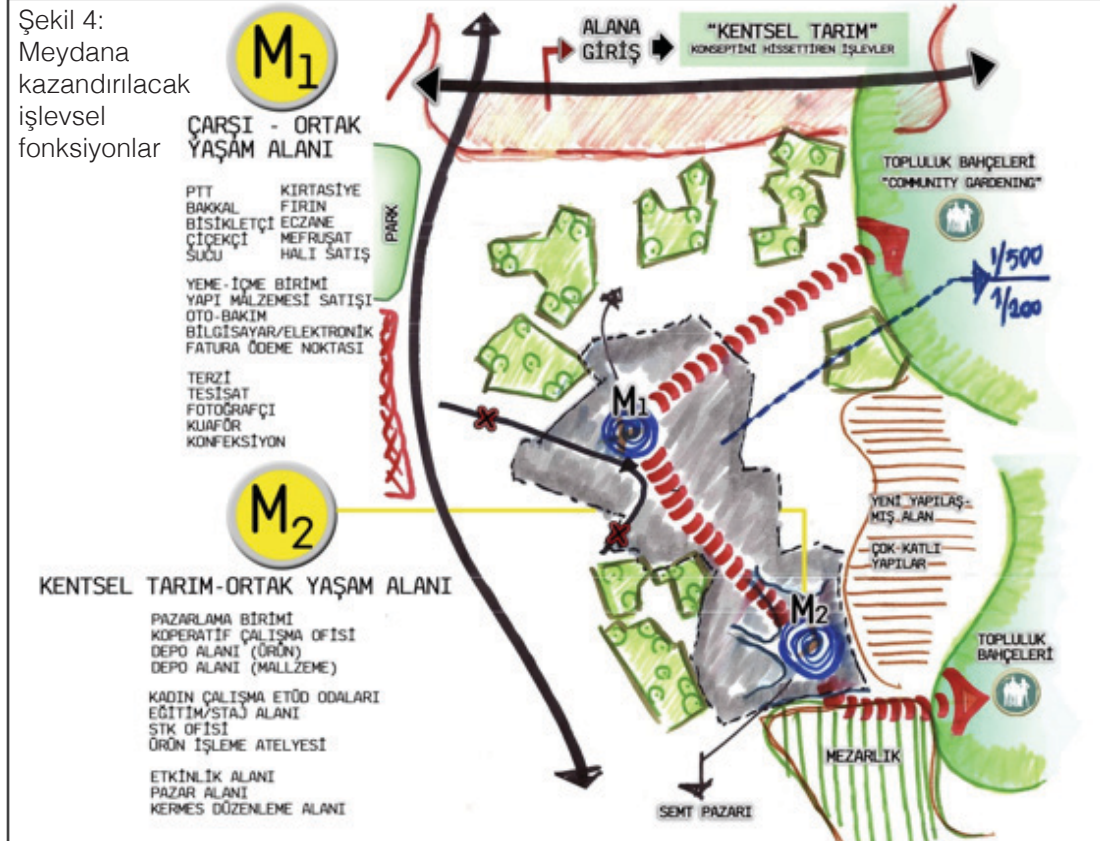 Şekil 4:
Meydana
kazandırılacak
işlevsel
fonksiyonlar
M1
ÇARŞI - ORTAK
YAŞAM ALANI
PTT KIRTASİYE
BAKKAL FIRIN
BİSİKLETÇİ ECZANE
ÇİÇEKÇİ MEFRUŞAT
SUCU HALI SATIŞ
YEME-İÇME BİRİMİ
YAPI MALZEMESİ SATIŞI
OTO-BAKIM
BİLGİSAYAR/ELEKTRONİK
FATURA ÖDEME NOKTASI
TERZİ
TESİSAT
FOTOĞRAFÇI
KUAFÖR
KONFEKSİYON
M2
KENTSEL TARIM-ORTAK YAŞAM ALANI
PAZARLAMA BİRİMİ
KOPERATİF ÇALIŞMA OFİSİ
DEPO ALANI (ÜRÜN)
DEPO ALANI (MALLZEME)
KADIN ÇALIŞMA ETÜD ODALARI
EĞİTİM/STAJ ALANI
STK OFİSİ
ÜRÜN İŞLEME ATELYESİ
ETKİNLİK ALANI
PAZAR ALANI
KERMES DÜZENLEME ALANI
ALANA
GİRİŞ
"KENTSEL TARIM"
KONSEPTİNİ HİSSETTİREN İŞLEVLER
PARK
TOPLULUK BAHÇELERİ
"COMMUNITY GARDENING"
1/500
1/200
M1
YENİ YAPILAŞ-
MIŞ ALAN
ÇOK-KATLI
YAPILAR
M2
TOPLULUK
BAHÇELERİ
MEZARLIK
SEMT PAZARI